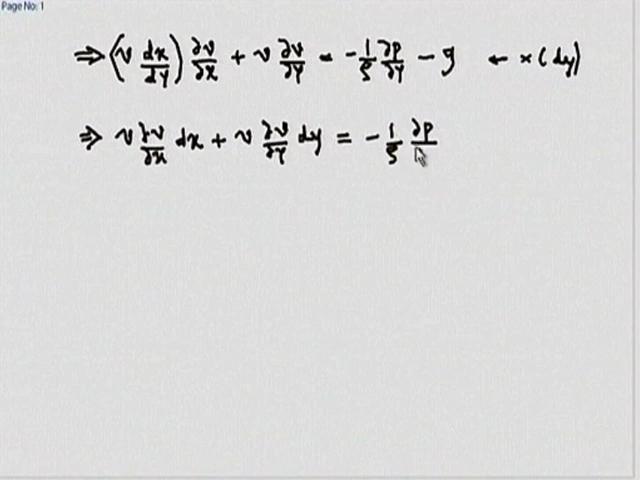 Page No: 1
⇒ (v dx/dy) ∂v/∂x + v ∂v/∂y = -1/ρ ∂p/∂y - g ← × (dy)
⇒ v ∂v/∂x dx + v ∂v/∂y dy = -1/ρ ∂p/